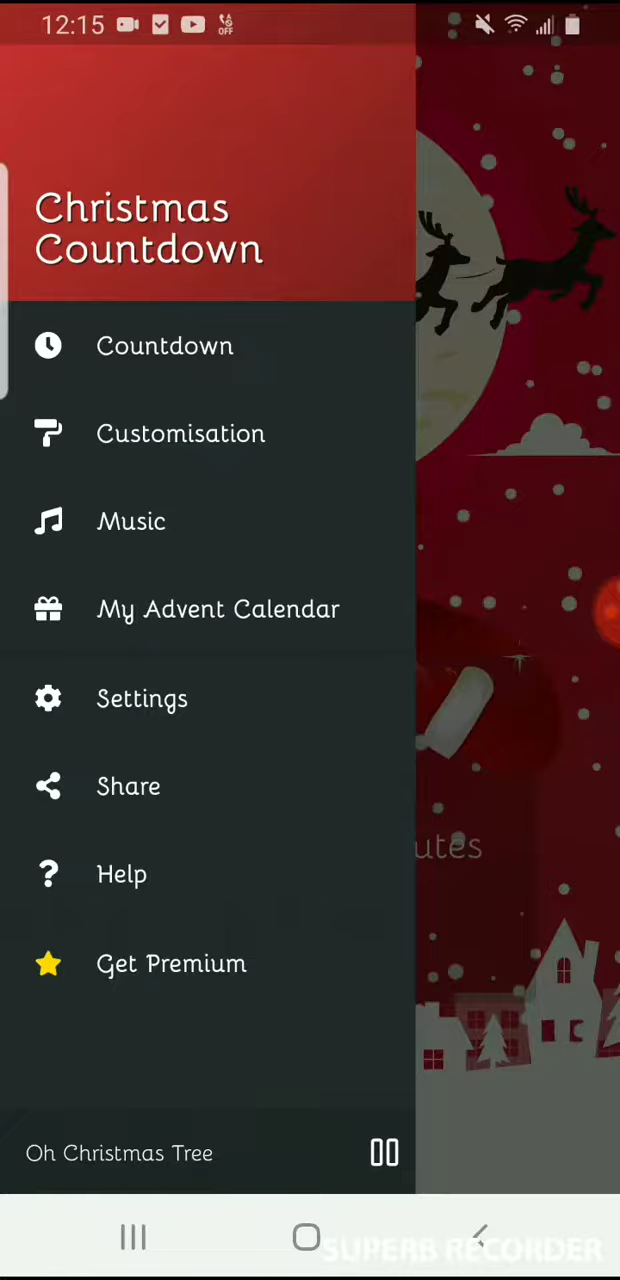 12:15
OFF
Christmas
Countdown
Countdown
Customisation
Music
My Advent Calendar
Settings
Share
utes
Help
Get Premium
Oh Christmas Tree
SUPERB RECORDER